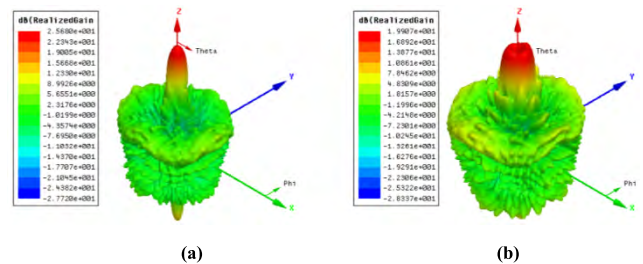 dB(RealizedGain
2.5680e+001
2.2343e+001
1.9005e+001
1.5668e+001
1.2330e+001
8.9926e+000
5.6551e+000
2.3176e+000
-1.0199e+000
-4.3574e+000
-7.6950e+000
-1.1032e+001
-1.4370e+001
-1.7707e+001
-2.1045e+001
-2.4382e+001
-2.7720e+001
Z
Theta
Y
Phi
X
(a)
dB(RealizedGain
1.9907e+001
1.6892e+001
1.3877e+001
1.0861e+001
7.8462e+000
4.8309e+000
1.8157e+000
-1.1996e+000
-4.2148e+000
-7.2301e+000
-1.0245e+001
-1.3261e+001
-1.6276e+001
-1.9291e+001
-2.2306e+001
-2.5322e+001
-2.8337e+001
Z
Theta
Y
Phi
X
(b)